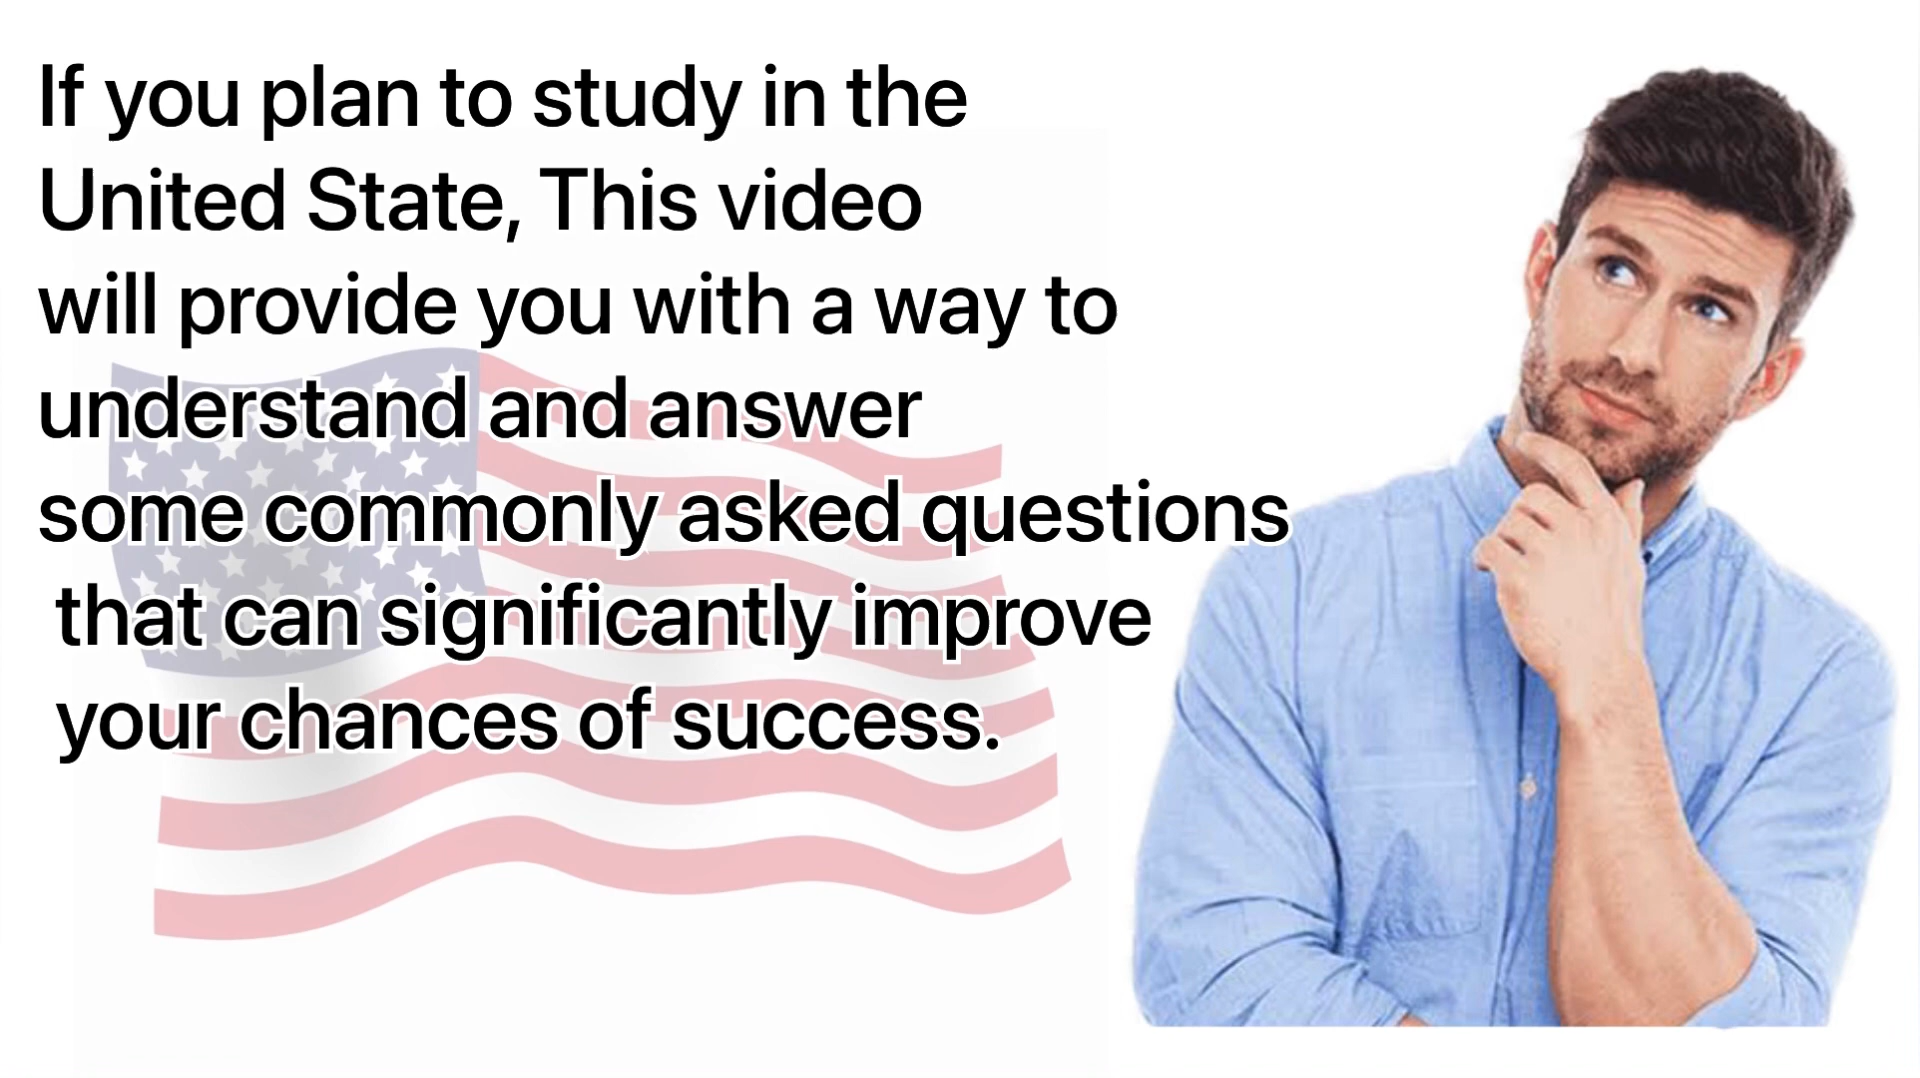 If you plan to study in the
United State, This video
will provide you with a way to
understand and answer
some commonly asked questions
that can significantly improve
your chances of success.